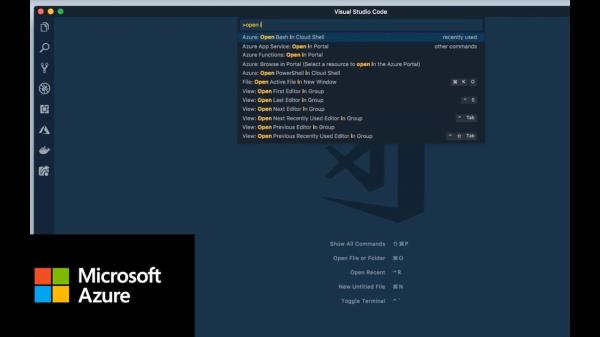 Visual Studio Code
>open i
Azure: Open Bash in Cloud Shell recently used
Azure App Service: Open In Portal other commands
Azure Functions: Open in Portal
Azure: Browse in Portal (Select a resource to open in the Azure Portal)
Azure: Open PowerShell in Cloud Shell
File: Open Active File in New Window ⌘ K O
View: Open First Editor in Group
View: Open Last Editor in Group ⌃ 0
View: Open Next Editor in Group
View: Open Next Recently Used Editor in Group ⌃ Tab
View: Open Previous Editor in Group
View: Open Previous Recently Used Editor in Group ⌃ ⇧ Tab
Show All Commands ⇧⌘P
Open File or Folder ⌘O
Open Recent ⌃R
New Untitled File ⌘N
Toggle Terminal ⌃`
Microsoft
Azure